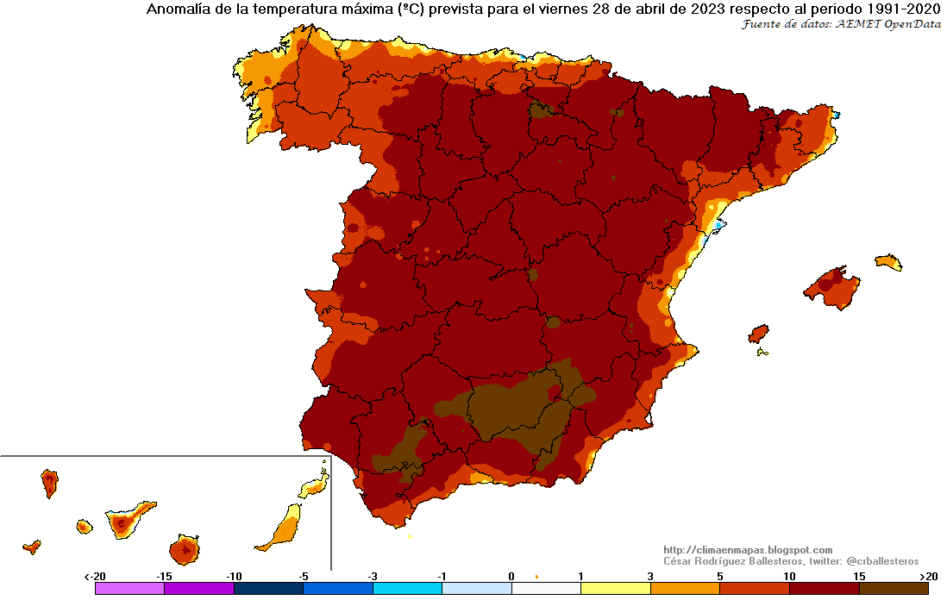 Anomalía de la temperatura máxima (ºC) prevista para el viernes 28 de abril de 2023 respecto al periodo 1991-2020
Fuente de datos: AEMET OpenData
http://climaenmapas.blogspot.com
César Rodríguez Ballesteros, twitter: @crballesteros
<-20 -15 -10 -5 -3 -1 0 1 3 5 10 15 >20